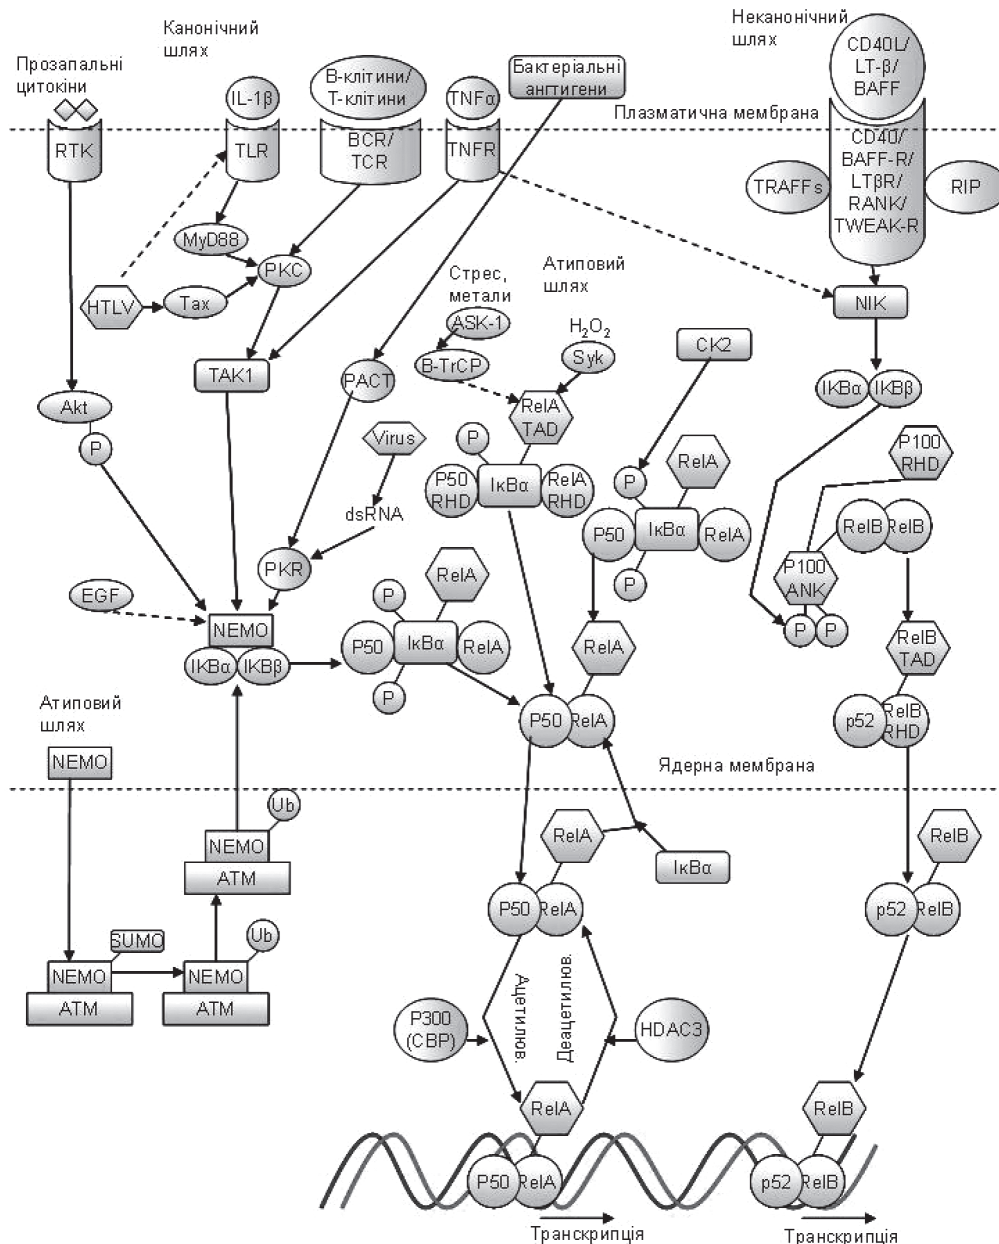 Канонічний
шлях
Неканонічний
шлях
Прозапальні
цитокіни
IL-1β
В-клітини/
Т-клітини
TNFα
Бактеріальні
ангтигени
CD40L/
LT-β/
BAFF
Плазматична мембрана
RTK
TLR
BCR/
TCR
TNFR
CD40/
BAFF-R/
LTβR/
RANK/
TWEAK-R
TRAFFs
RIP
MyD88
PKC
HTLV
Tax
Стрес,
метали
Атиповий
шлях
ASK-1
H₂O₂
B-TrCP
Syk
CK2
NIK
TAK1
PACT
RelA
TAD
IKBα
IKBβ
Akt
P
Virus
P
P50
RHD
IκBα
RelA
RHD
P
RelA
P50
IκBα
RelA
P
P100
RHD
RelB
RelB
P100
ANK
P
P
dsRNA
PKR
EGF
NEMO
IKBα
IKBβ
P
RelA
P50
IκBα
RelA
P
RelA
P50
RelA
RelB
TAD
p52
RelB
RHD
Атиповий
шлях
NEMO
Ядерна мембрана
Ub
NEMO
ATM
RelA
IκBα
RelB
P50
RelA
p52
RelB
SUMO
NEMO
ATM
Ub
NEMO
ATM
Ацетилюв.
Деацетилюв.
P300
(CBP)
HDAC3
RelA
RelB
P50
RelA
p52
RelB
Транскрипція
Транскрипція